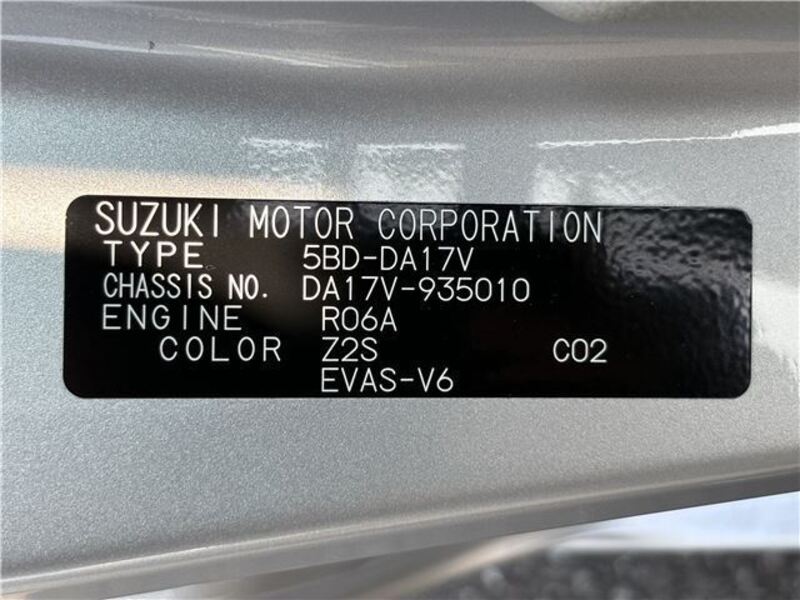 SUZUKI MOTOR CORPORATION
TYPE 5BD-DA17V
CHASSIS NO. DA17V-935010
ENGINE R06A
COLOR Z2S C02
EVAS-V6